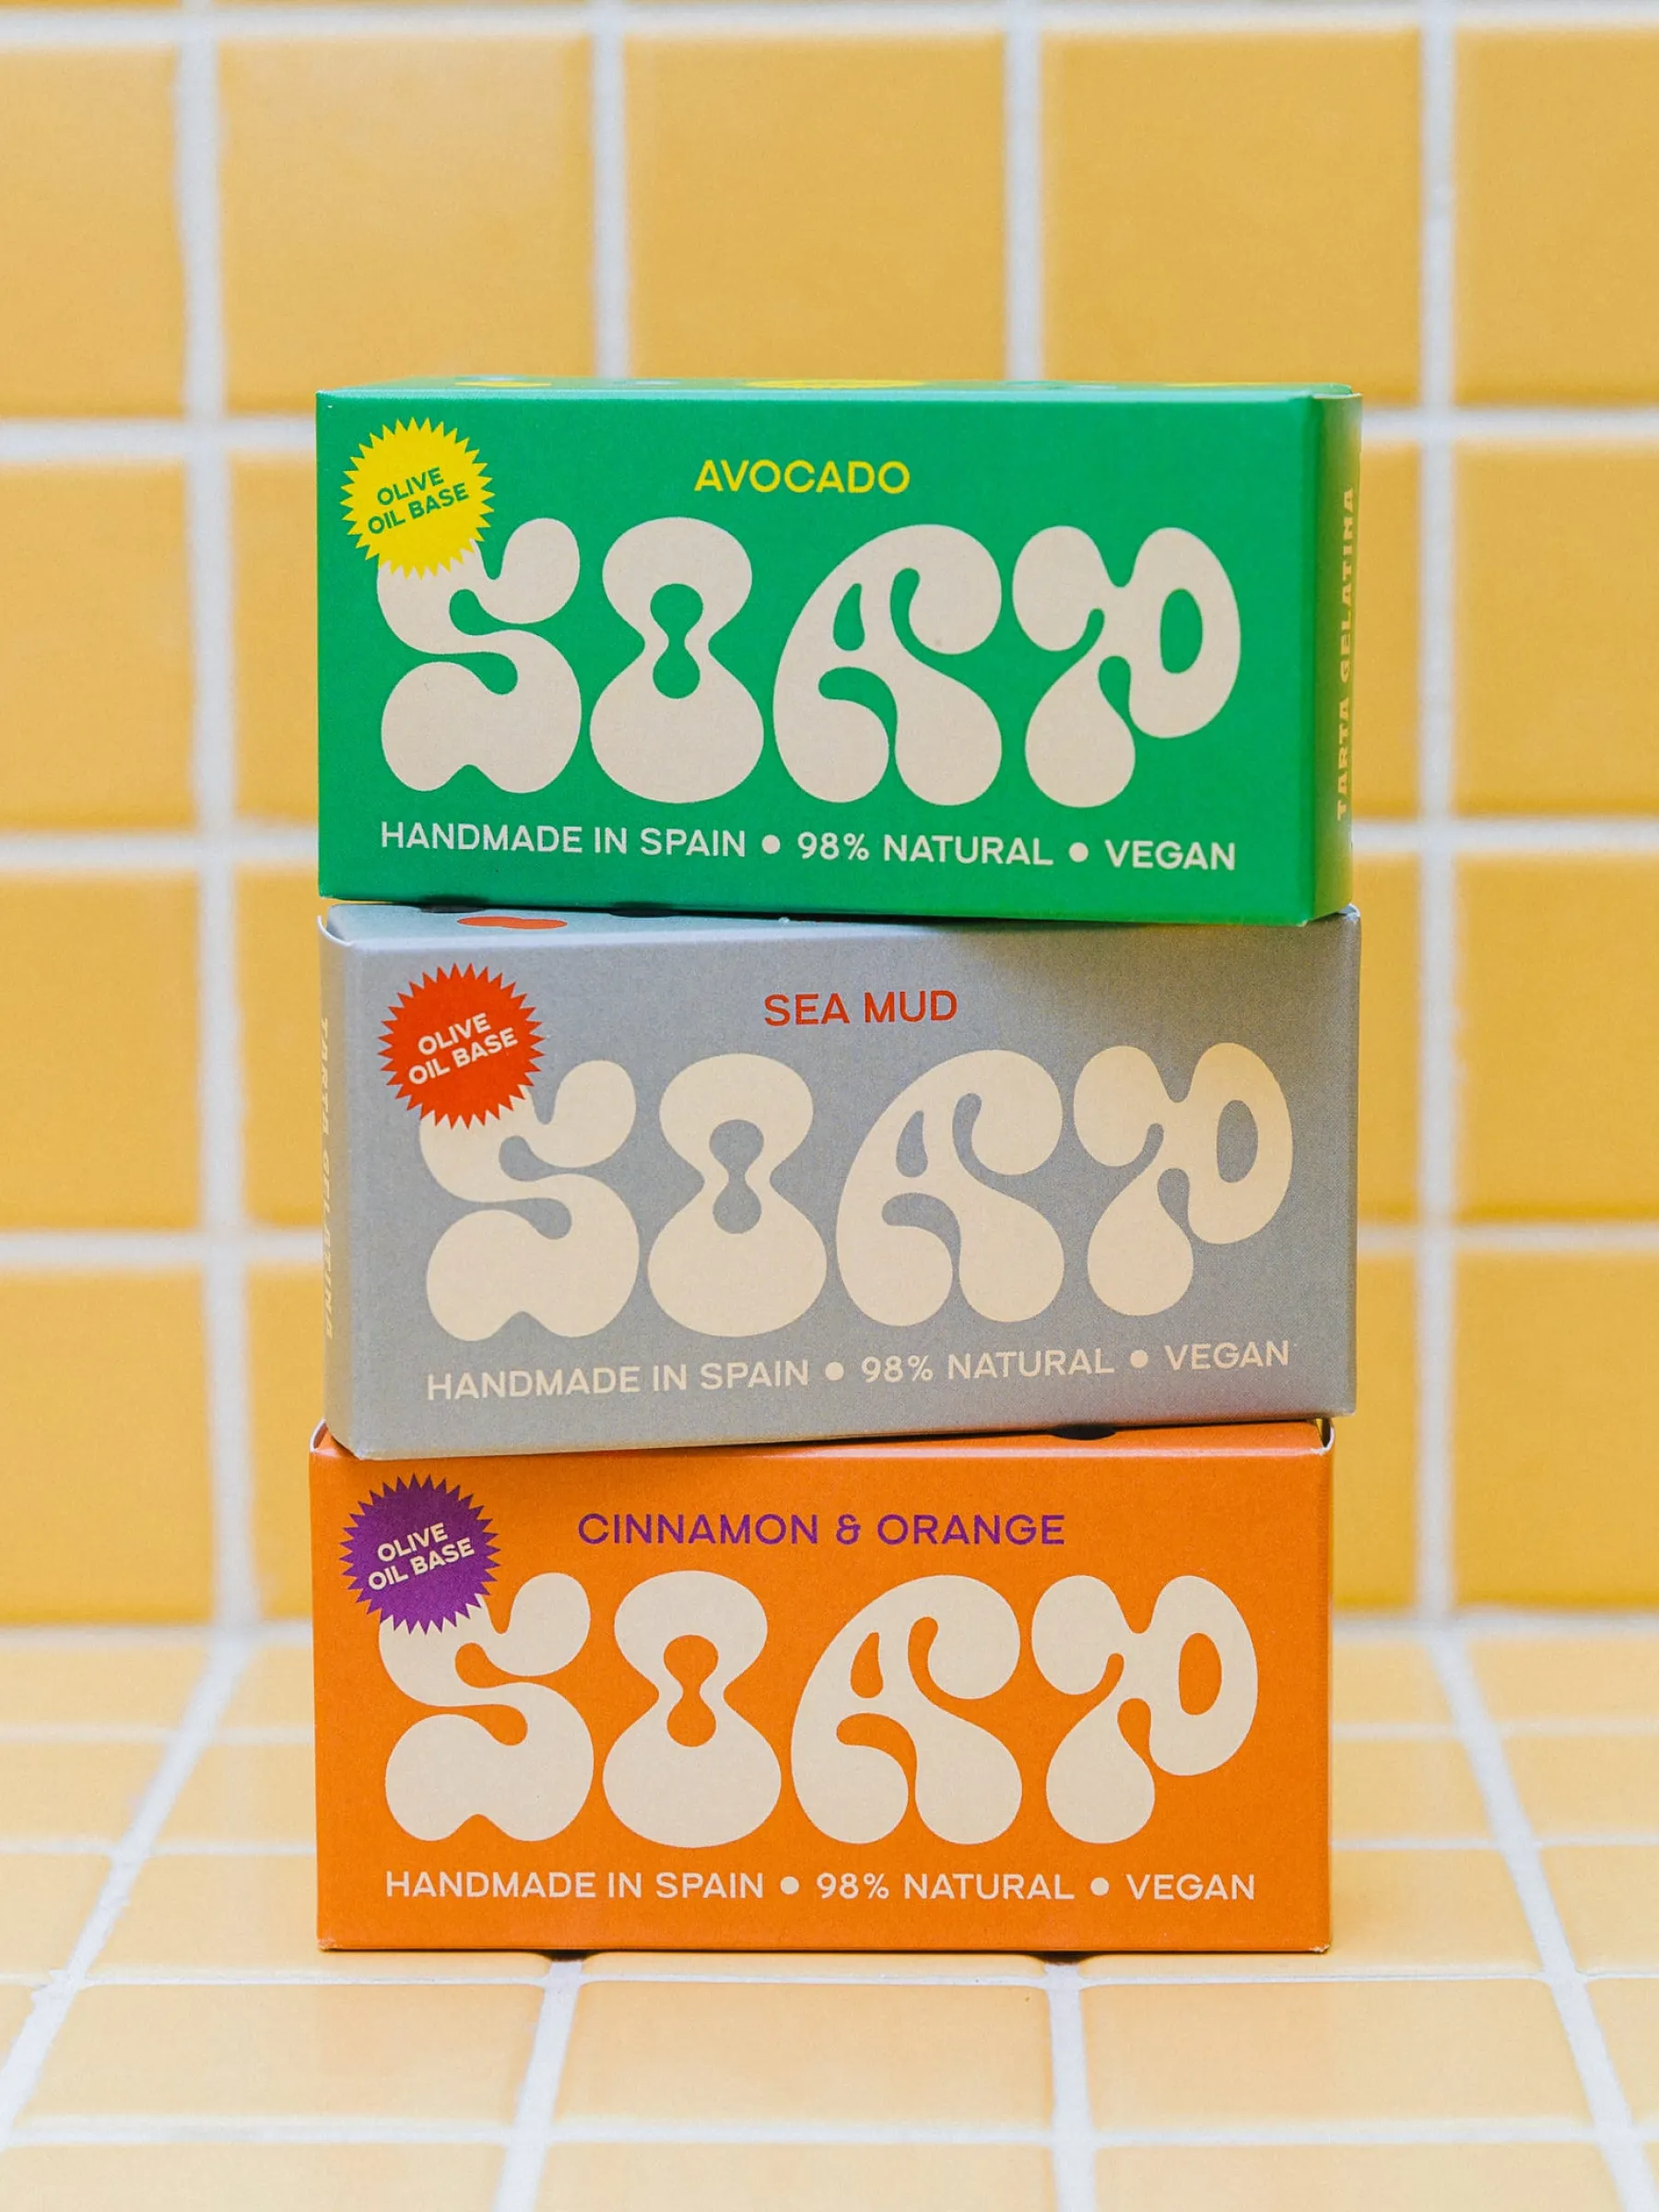 AVOCADO
OLIVE
OIL BASE
SOAP
HANDMADE IN SPAIN ● 98% NATURAL ● VEGAN
TARTA GELATINA
SEA MUD
OLIVE
OIL BASE
SOAP
HANDMADE IN SPAIN ● 98% NATURAL ● VEGAN
TARTA GELATINA
CINNAMON & ORANGE
OLIVE
OIL BASE
SOAP
HANDMADE IN SPAIN ● 98% NATURAL ● VEGAN